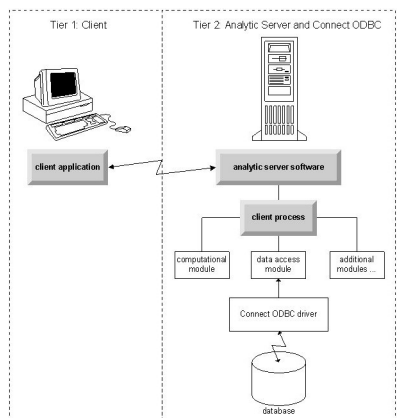 Tier 1: Client
Tier 2: Analytic Server and Connect ODBC
client application
analytic server software
client process
computational
module
data access
module
additional
modules ...
Connect ODBC driver
database